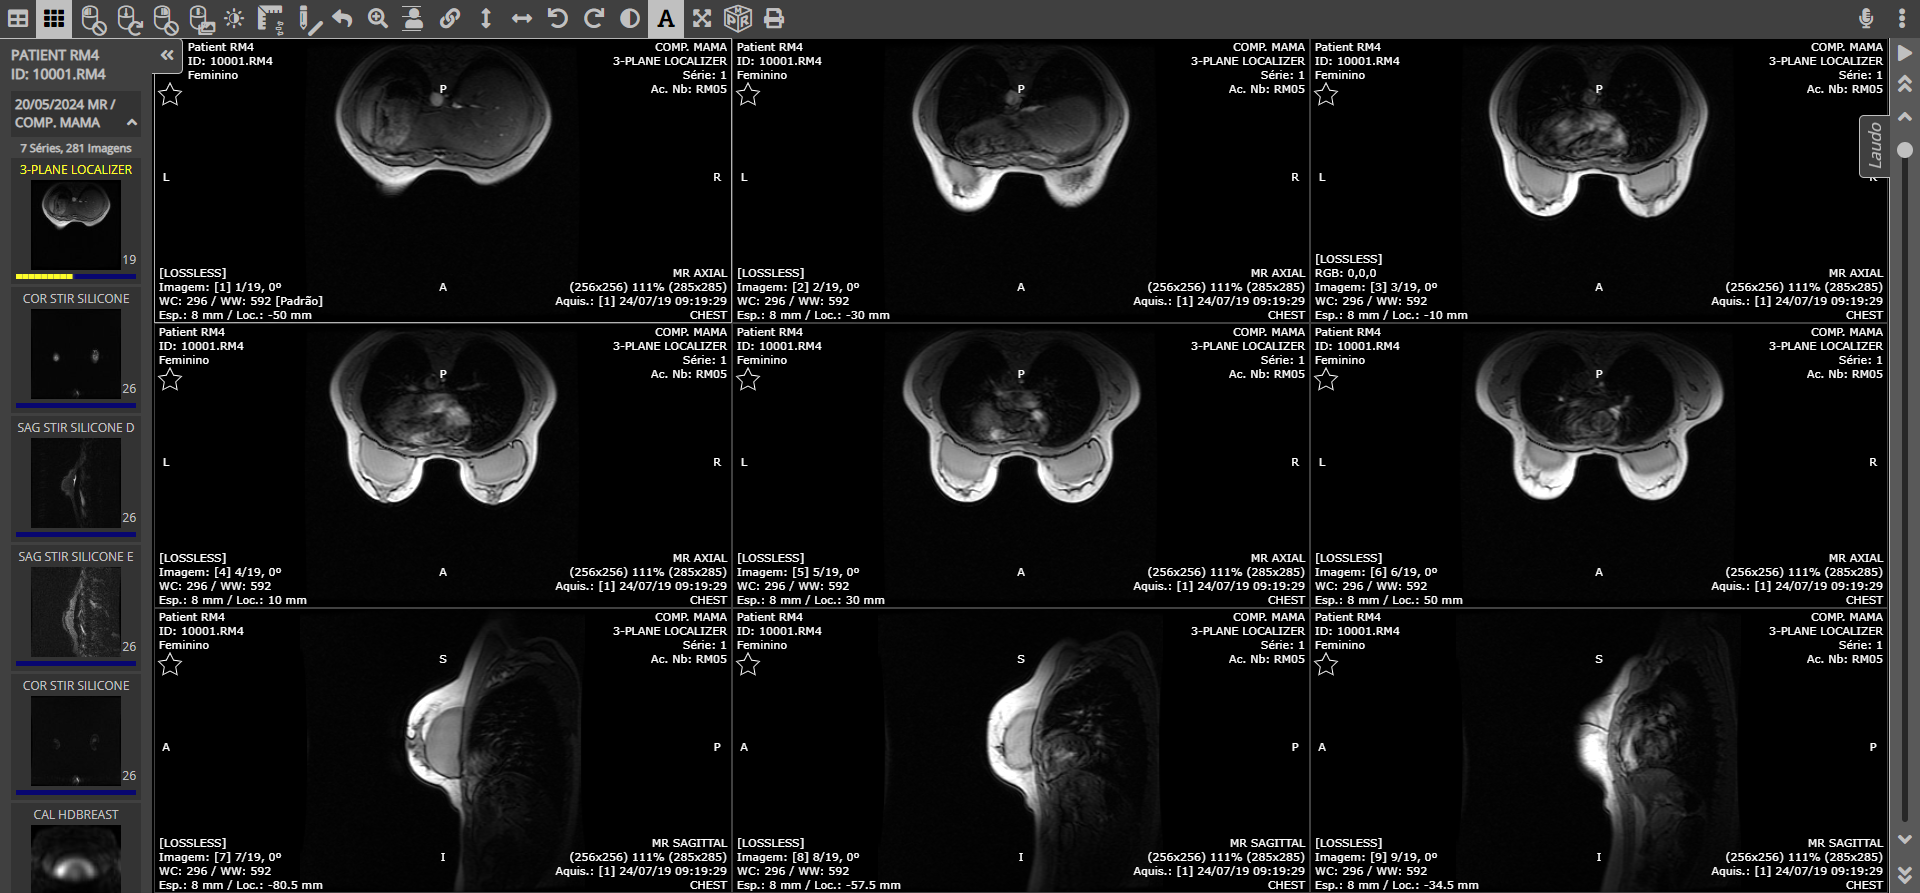 A
PATIENT RM4
ID: 10001.RM4
20/05/2024 MR /
COMP. MAMA
7 Séries, 281 Imagens
3-PLANE LOCALIZER
19
COR STIR SILICONE
26
SAG STIR SILICONE D
26
SAG STIR SILICONE E
26
COR STIR SILICONE
26
CAL HDBREAST
Laudo
Patient RM4
ID: 10001.RM4
Feminino
COMP. MAMA
3-PLANE LOCALIZER
Série: 1
Ac. Nb: RM05
P
L
R
A
[LOSSLESS]
Imagem: [1] 1/19, 0º
WC: 296 / WW: 592 [Padrão]
Esp.: 8 mm / Loc.: -50 mm
MR AXIAL
(256x256) 111% (285x285)
Aquis.: [1] 24/07/19 09:19:29
CHEST
Patient RM4
ID: 10001.RM4
Feminino
COMP. MAMA
3-PLANE LOCALIZER
Série: 1
Ac. Nb: RM05
P
L
R
A
[LOSSLESS]
Imagem: [2] 2/19, 0º
WC: 296 / WW: 592
Esp.: 8 mm / Loc.: -30 mm
MR AXIAL
(256x256) 111% (285x285)
Aquis.: [1] 24/07/19 09:19:29
CHEST
Patient RM4
ID: 10001.RM4
Feminino
COMP. MAMA
3-PLANE LOCALIZER
Série: 1
Ac. Nb: RM05
P
L
A
[LOSSLESS]
RGB: 0,0,0
Imagem: [3] 3/19, 0º
WC: 296 / WW: 592
Esp.: 8 mm / Loc.: -10 mm
MR AXIAL
(256x256) 111% (285x285)
Aquis.: [1] 24/07/19 09:19:29
CHEST
Patient RM4
ID: 10001.RM4
Feminino
COMP. MAMA
3-PLANE LOCALIZER
Série: 1
Ac. Nb: RM05
P
L
R
A
[LOSSLESS]
Imagem: [4] 4/19, 0º
WC: 296 / WW: 592
Esp.: 8 mm / Loc.: 10 mm
MR AXIAL
(256x256) 111% (285x285)
Aquis.: [1] 24/07/19 09:19:29
CHEST
Patient RM4
ID: 10001.RM4
Feminino
COMP. MAMA
3-PLANE LOCALIZER
Série: 1
Ac. Nb: RM05
P
L
R
A
[LOSSLESS]
Imagem: [5] 5/19, 0º
WC: 296 / WW: 592
Esp.: 8 mm / Loc.: 30 mm
MR AXIAL
(256x256) 111% (285x285)
Aquis.: [1] 24/07/19 09:19:29
CHEST
Patient RM4
ID: 10001.RM4
Feminino
COMP. MAMA
3-PLANE LOCALIZER
Série: 1
Ac. Nb: RM05
P
L
R
A
[LOSSLESS]
Imagem: [6] 6/19, 0º
WC: 296 / WW: 592
Esp.: 8 mm / Loc.: 50 mm
MR AXIAL
(256x256) 111% (285x285)
Aquis.: [1] 24/07/19 09:19:29
CHEST
Patient RM4
ID: 10001.RM4
Feminino
COMP. MAMA
3-PLANE LOCALIZER
Série: 1
Ac. Nb: RM05
S
A
P
I
[LOSSLESS]
Imagem: [7] 7/19, 0º
WC: 296 / WW: 592
Esp.: 8 mm / Loc.: -80.5 mm
MR SAGITTAL
(256x256) 111% (285x285)
Aquis.: [1] 24/07/19 09:19:29
CHEST
Patient RM4
ID: 10001.RM4
Feminino
COMP. MAMA
3-PLANE LOCALIZER
Série: 1
Ac. Nb: RM05
S
A
P
I
[LOSSLESS]
Imagem: [8] 8/19, 0º
WC: 296 / WW: 592
Esp.: 8 mm / Loc.: -57.5 mm
MR SAGITTAL
(256x256) 111% (285x285)
Aquis.: [1] 24/07/19 09:19:29
CHEST
Patient RM4
ID: 10001.RM4
Feminino
COMP. MAMA
3-PLANE LOCALIZER
Série: 1
Ac. Nb: RM05
S
A
P
I
[LOSSLESS]
Imagem: [9] 9/19, 0º
WC: 296 / WW: 592
Esp.: 8 mm / Loc.: -34.5 mm
MR SAGITTAL
(256x256) 111% (285x285)
Aquis.: [1] 24/07/19 09:19:29
CHEST